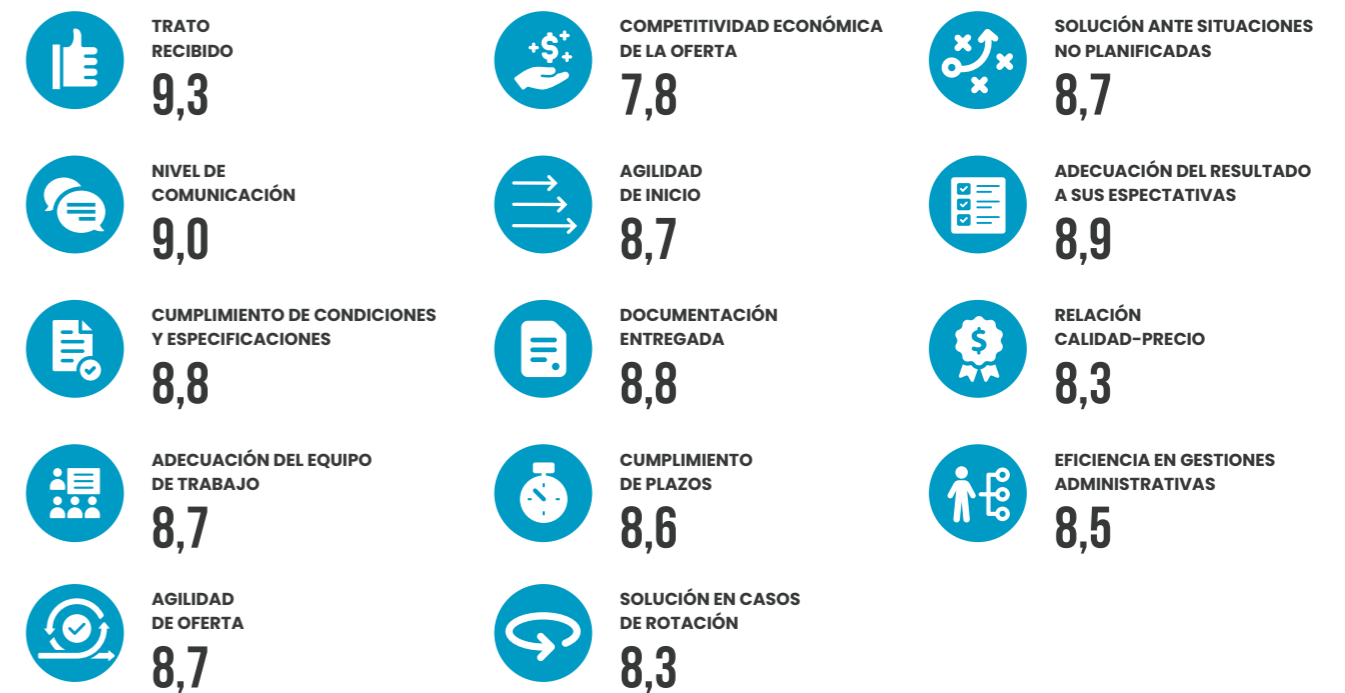 TRATO
RECIBIDO
9,3
NIVEL DE
COMUNICACIÓN
9,0
CUMPLIMIENTO DE CONDICIONES
Y ESPECIFICACIONES
8,8
ADECUACIÓN DEL EQUIPO
DE TRABAJO
8,7
AGILIDAD
DE OFERTA
8,7
COMPETITIVIDAD ECONÓMICA
DE LA OFERTA
7,8
AGILIDAD
DE INICIO
8,7
DOCUMENTACIÓN
ENTREGADA
8,8
CUMPLIMIENTO
DE PLAZOS
8,6
SOLUCIÓN EN CASOS
DE ROTACIÓN
8,3
SOLUCIÓN ANTE SITUACIONES
NO PLANIFICADAS
8,7
ADECUACIÓN DEL RESULTADO
A SUS ESPECTATIVAS
8,9
RELACIÓN
CALIDAD-PRECIO
8,3
EFICIENCIA EN GESTIONES
ADMINISTRATIVAS
8,5